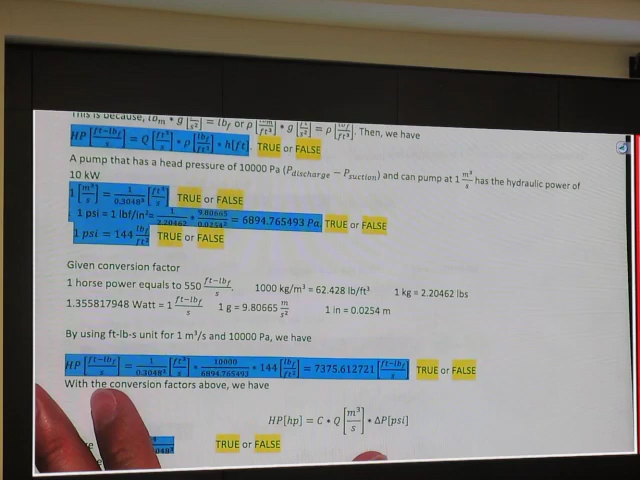 This is because, lb_m * g [ft/s²] = lb_f or ρ [lb_m/ft³] * g [ft/s²] = ρ [lb_f/ft³]. Then, we have
HP [ft−lb_f/s] = Q [ft³/s] * ρ [lb_f/ft³] * h[ft]. TRUE or FALSE
A pump that has a head pressure of 10000 Pa (P_discharge − P_suction) and can pump at 1 m³/s has the hydraulic power of
10 kW
1 [m³/s] = 1/0.3048³ [ft³/s] TRUE or FALSE
1 psi = 1 lbf/in² = 1/2.20462 * 9.80665/0.0254² = 6894.765493 Pa. TRUE or FALSE
1 psi = 144 lb_f/ft² TRUE or FALSE
Given conversion factor
1 horse power equals to 550 ft−lb_f/s. 1000 kg/m³ = 62.428 lb/ft³ 1 kg = 2.20462 lbs
1.355817948 Watt = 1 ft−lb_f/s 1 g = 9.80665 m/s² 1 in = 0.0254 m
By using ft-lb-s unit for 1 m³/s and 10000 Pa, we have
HP [ft−lb_f/s] = 1/0.3048³ [ft³/s] * 10000/6894.765493 * 144 [lb_f/ft²] = 7375.612721 [ft−lb_f/s] TRUE or FALSE
With the conversion factors above, we have
HP[hp] = C * Q [m³/s] * ΔP[psi]
TRUE or FALSE